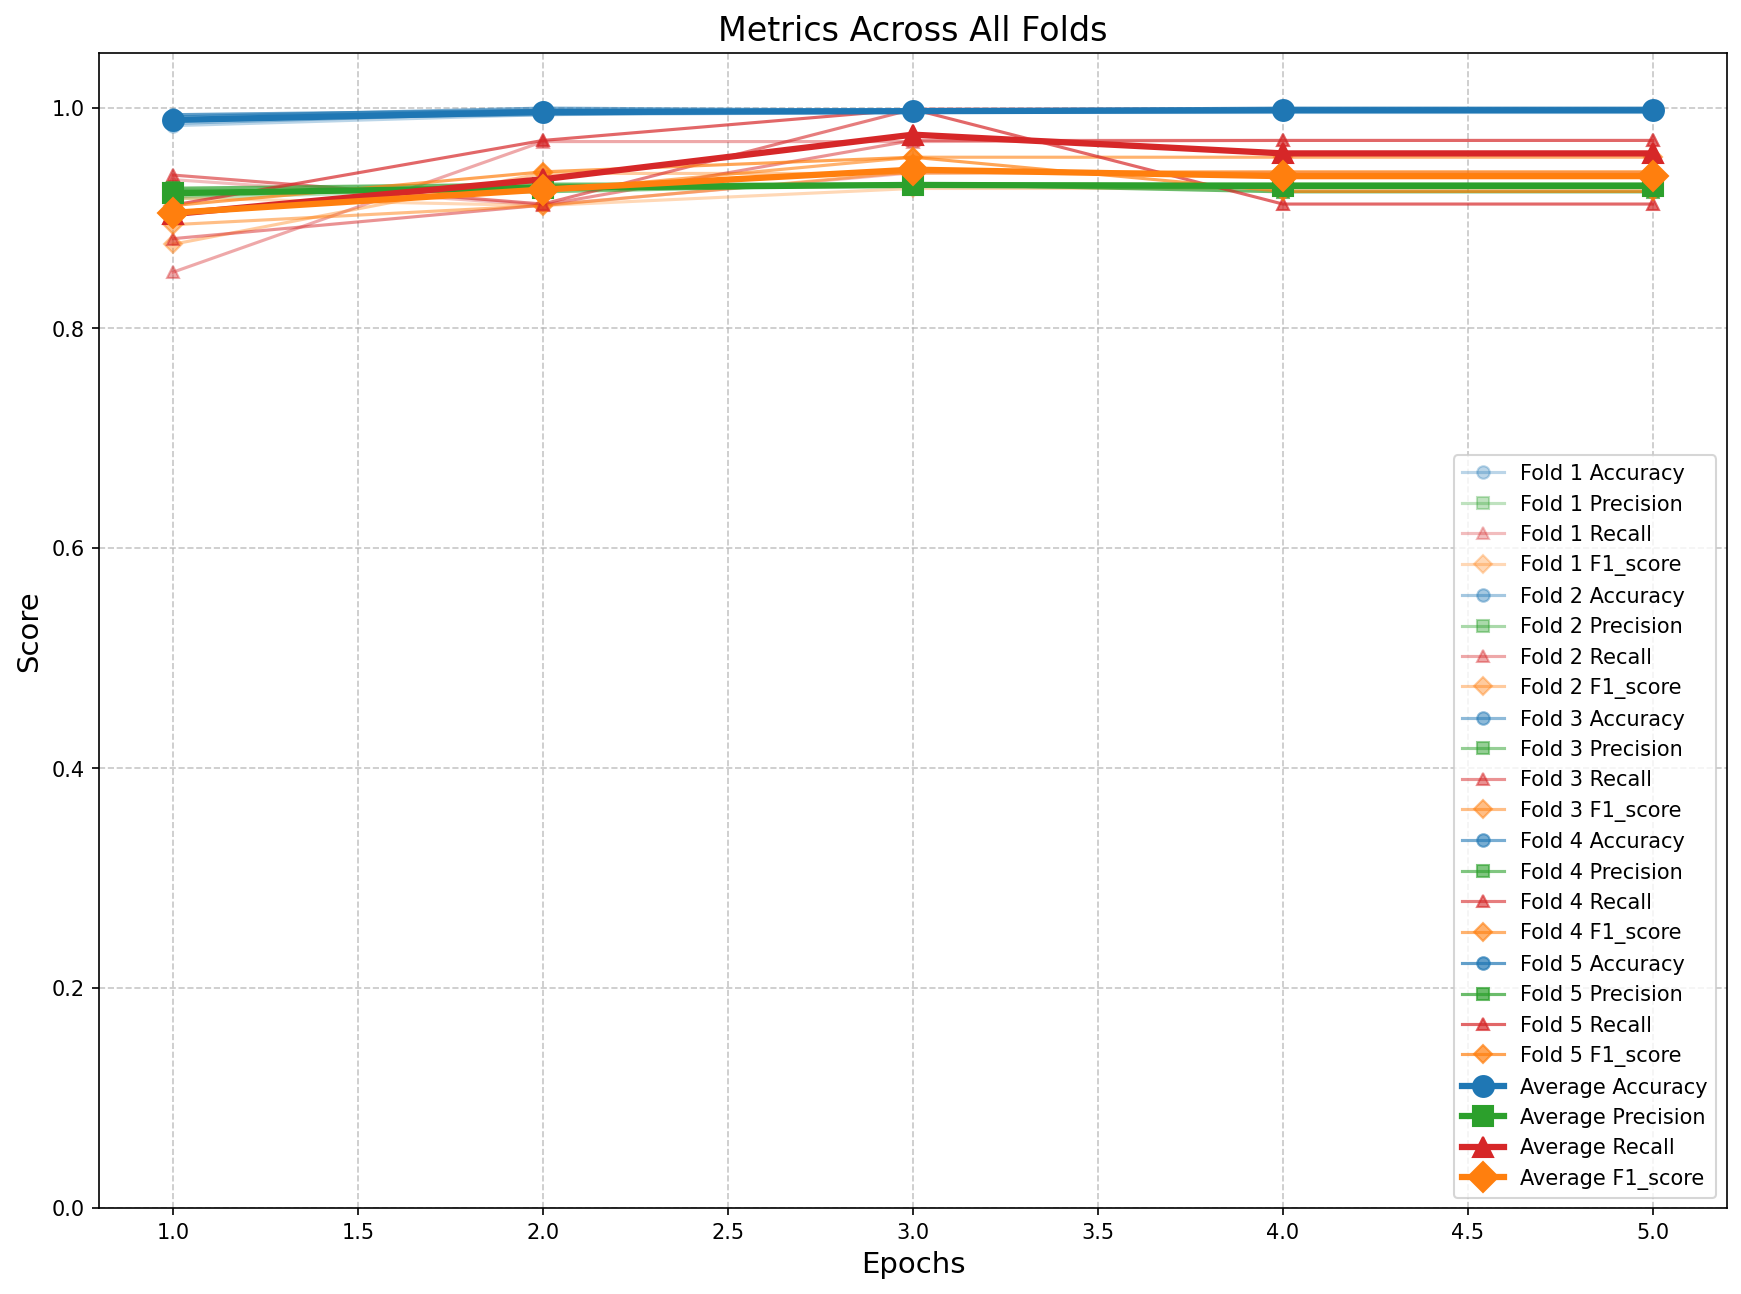 Metrics Across All Folds
1.0
0.8
0.6
0.4
0.2
0.0
Score
Fold 1 Accuracy
Fold 1 Precision
Fold 1 Recall
Fold 1 F1_score
Fold 2 Accuracy
Fold 2 Precision
Fold 2 Recall
Fold 2 F1_score
Fold 3 Accuracy
Fold 3 Precision
Fold 3 Recall
Fold 3 F1_score
Fold 4 Accuracy
Fold 4 Precision
Fold 4 Recall
Fold 4 F1_score
Fold 5 Accuracy
Fold 5 Precision
Fold 5 Recall
Fold 5 F1_score
Average Accuracy
Average Precision
Average Recall
Average F1_score
1.0 1.5 2.0 2.5 3.0 3.5 4.0 4.5 5.0
Epochs